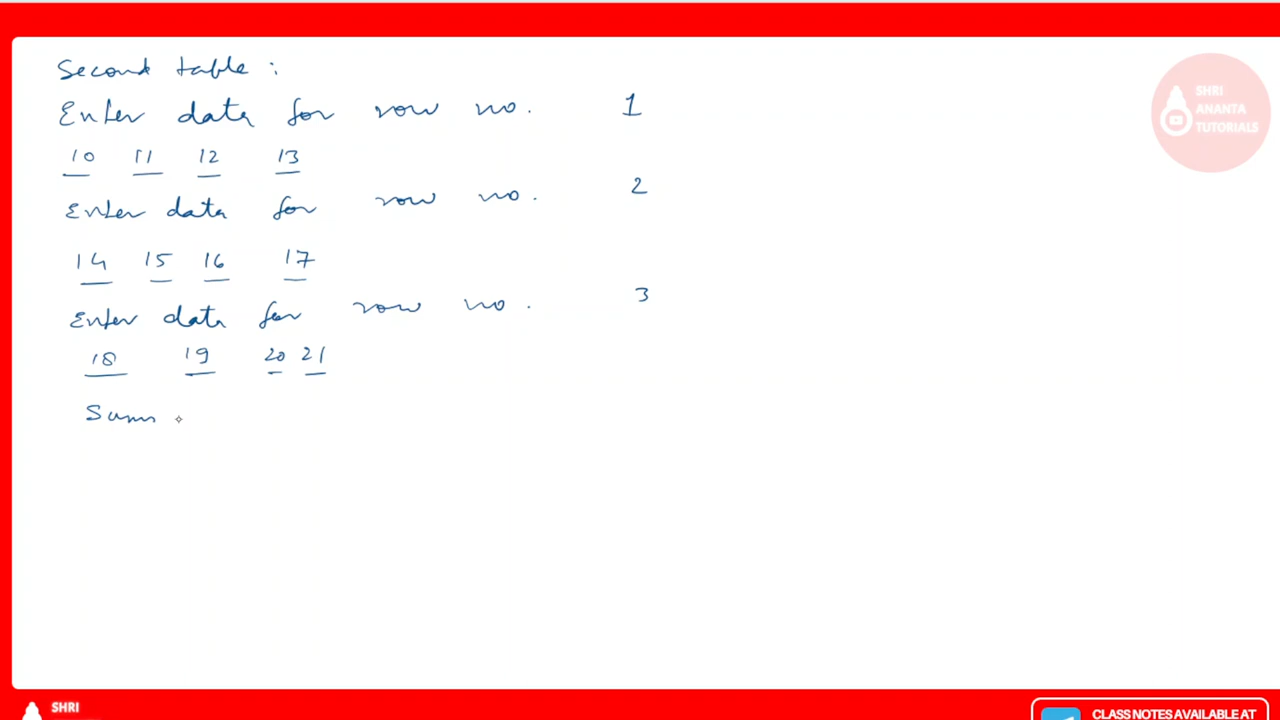 Second table :
Enter data for row no. 1
10 11 12 13
Enter data for row no. 2
14 15 16 17
Enter data for row no. 3
18 19 20 21
Sum
SHRI
ANANTA
TUTORIALS
SHRI
CLASS NOTES AVAILABLE AT